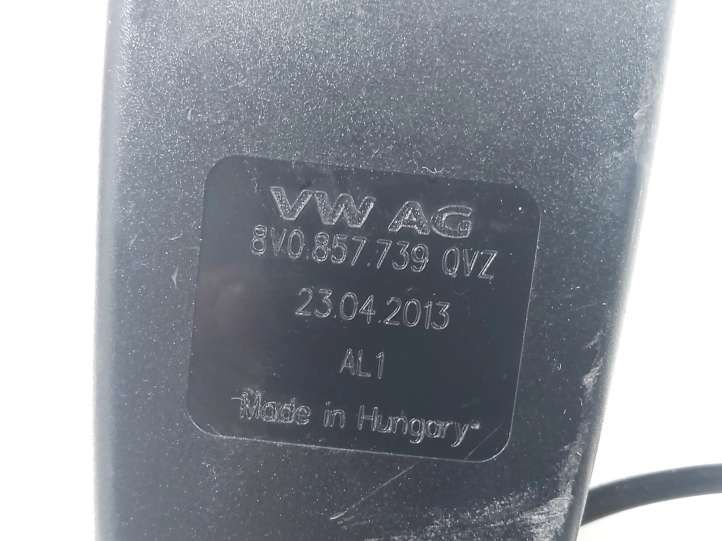 VW AG
8V0.857.739 QVZ
23.04.2013
AL1
Made in Hungary